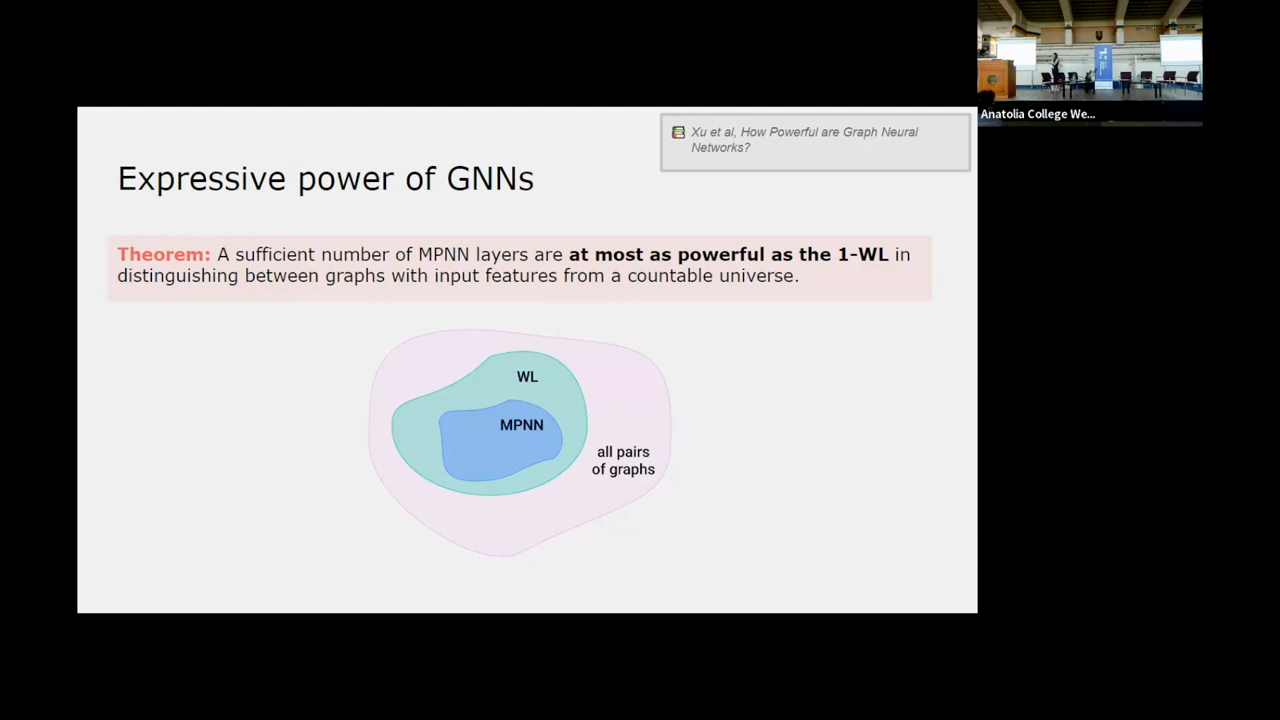 Anatolia College We...
Xu et al, How Powerful are Graph Neural
Networks?
Expressive power of GNNs
Theorem: A sufficient number of MPNN layers are at most as powerful as the 1-WL in
distinguishing between graphs with input features from a countable universe.
WL
MPNN
all pairs
of graphs